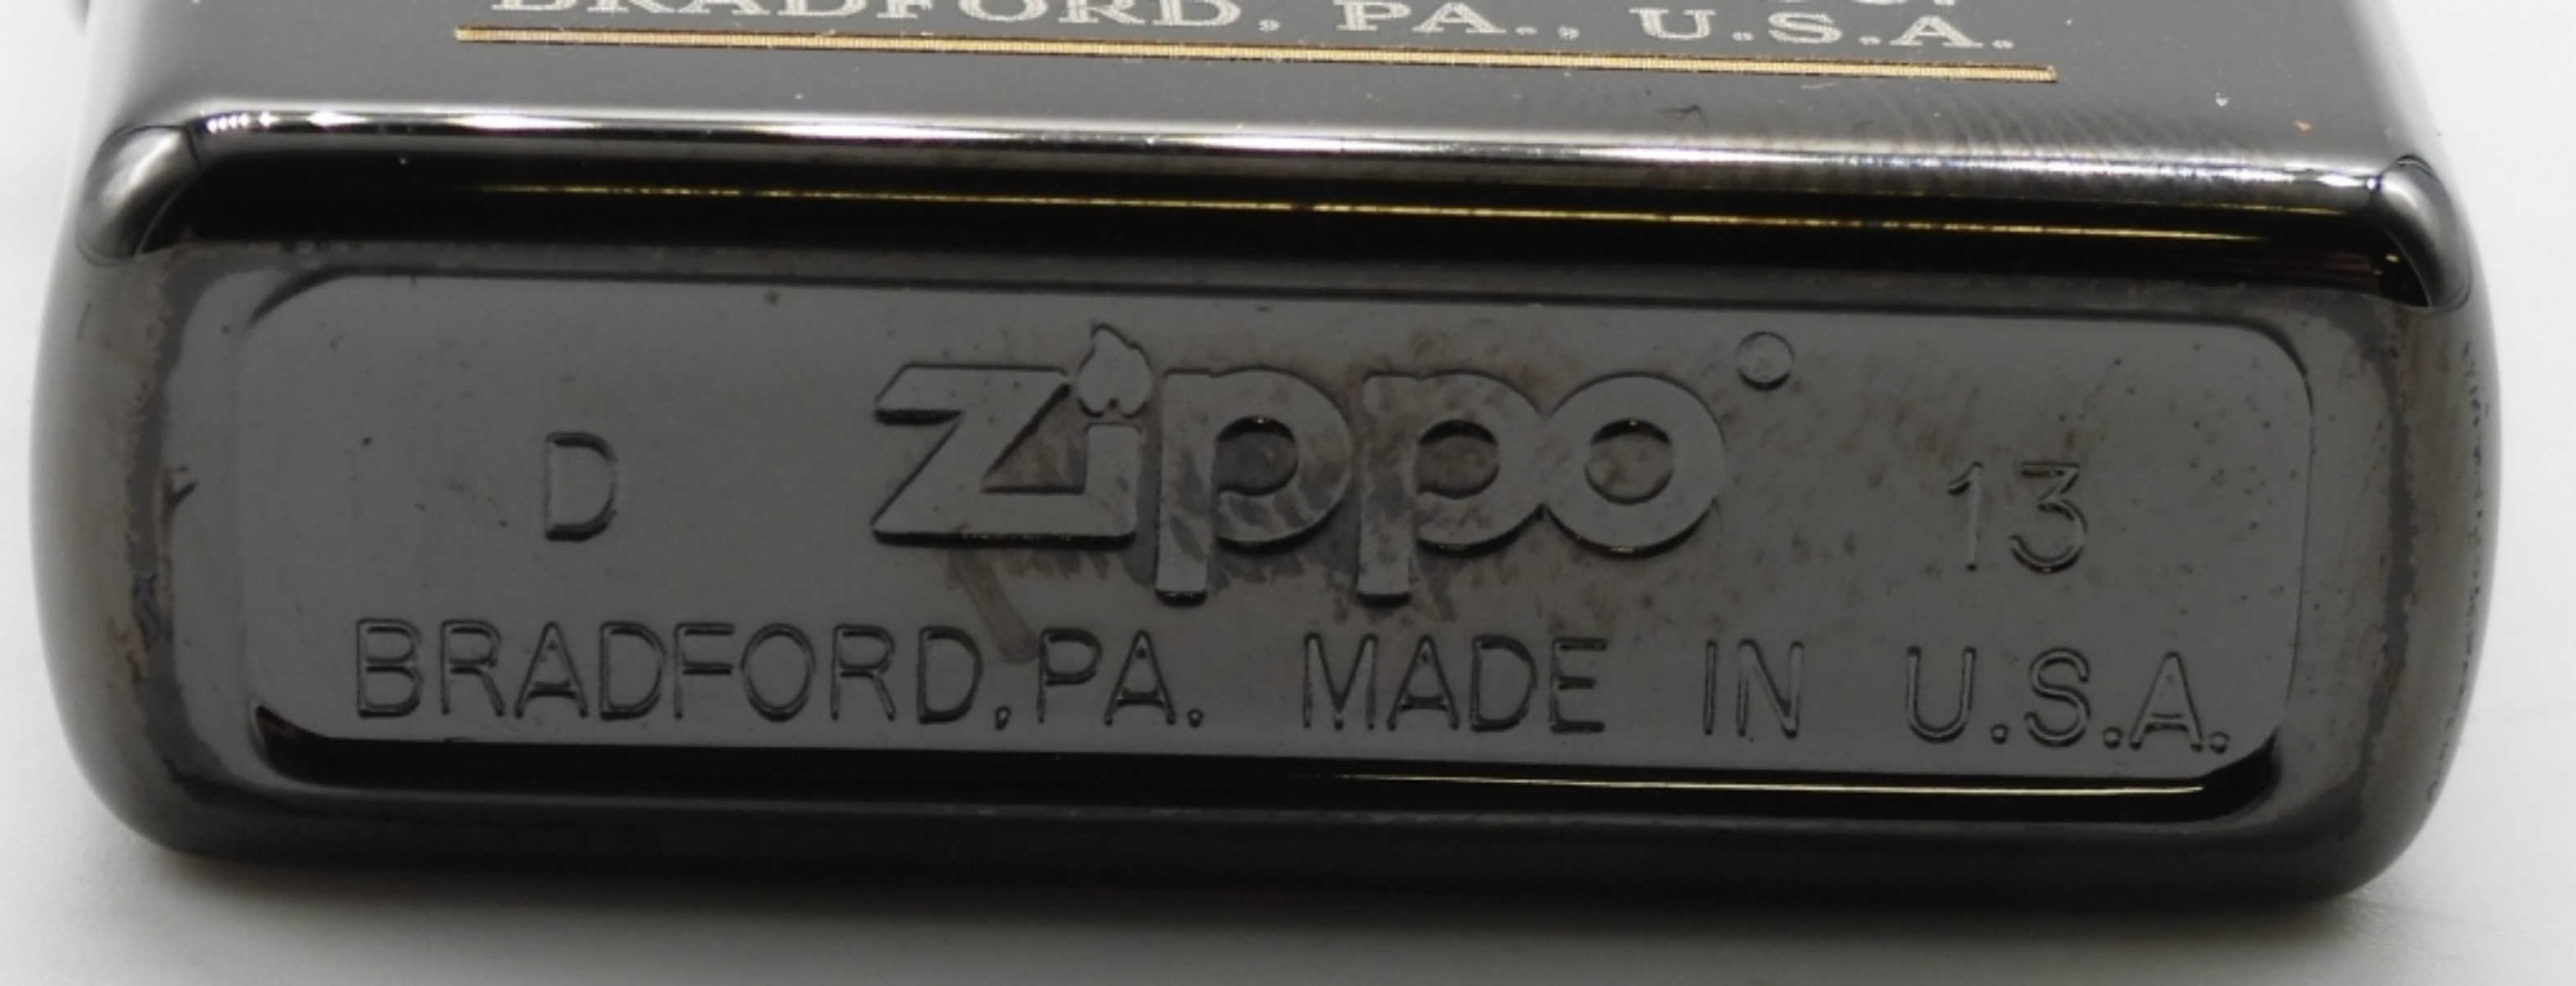 BRADFORD, PA., U.S.A.
D zippo 13
BRADFORD, PA. MADE IN U.S.A.